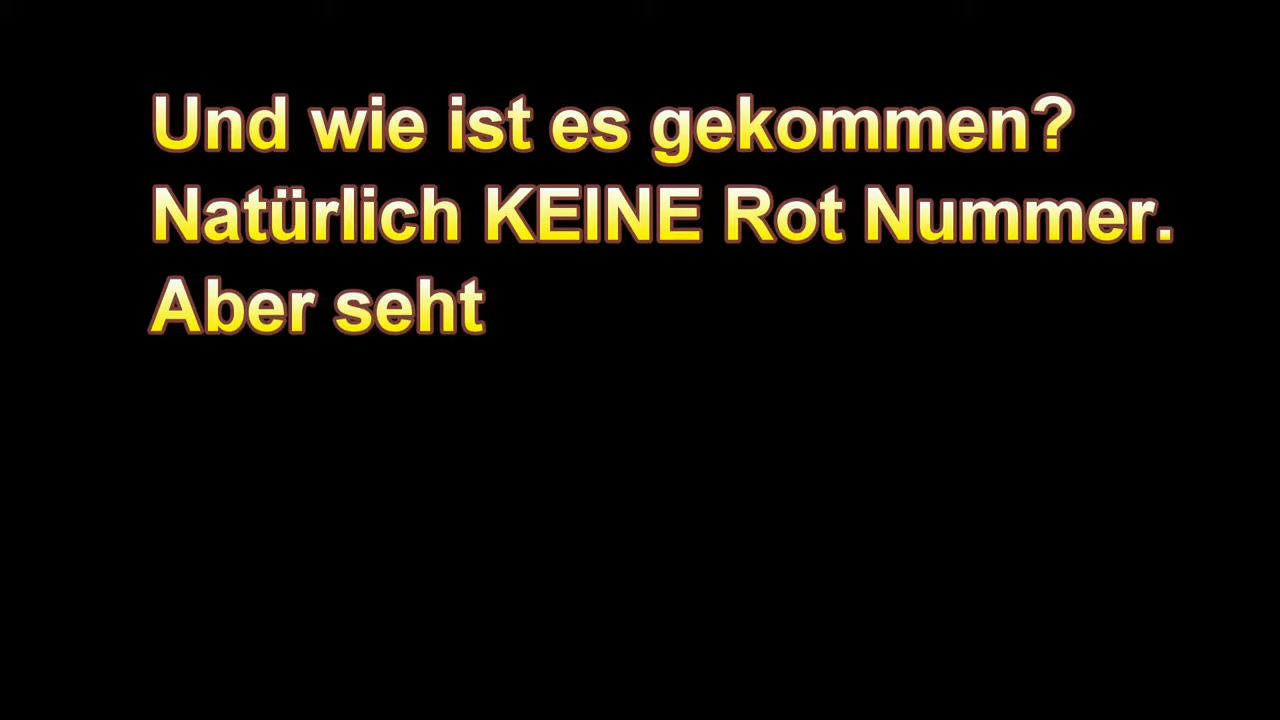 Und wie ist es gekommen?
Natürlich KEINE Rot Nummer.
Aber seht